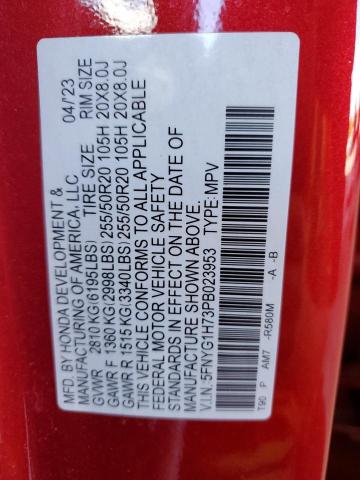 MFD. BY HONDA DEVELOPMENT & 04/23
MANUFACTURING OF AMERICA, LLC
TIRE SIZE RIM SIZE
GVWR 2810 KG(6195LBS)
GAWR F 1360 KG(2998LBS) 255/50R20 105H 20X8.0J
GAWR R 1515 KG(3340LBS) 255/50R20 105H 20X8.0J
THIS VEHICLE CONFORMS TO ALL APPLICABLE
FEDERAL MOTOR VEHICLE SAFETY
STANDARDS IN EFFECT ON THE DATE OF
MANUFACTURE SHOWN ABOVE.
V.I.N.: 5FNYG1H73PB023953 TYPE: MPV
T90 P AM7 -R580M -A -B